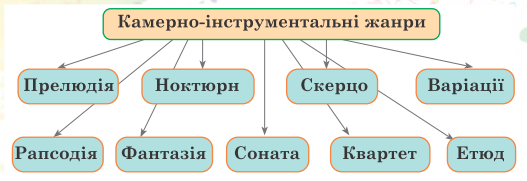 Камерно-інструментальні жанри
Прелюдія
Ноктюрн
Скерцо
Варіації
Рапсодія
Фантазія
Соната
Квартет
Етюд